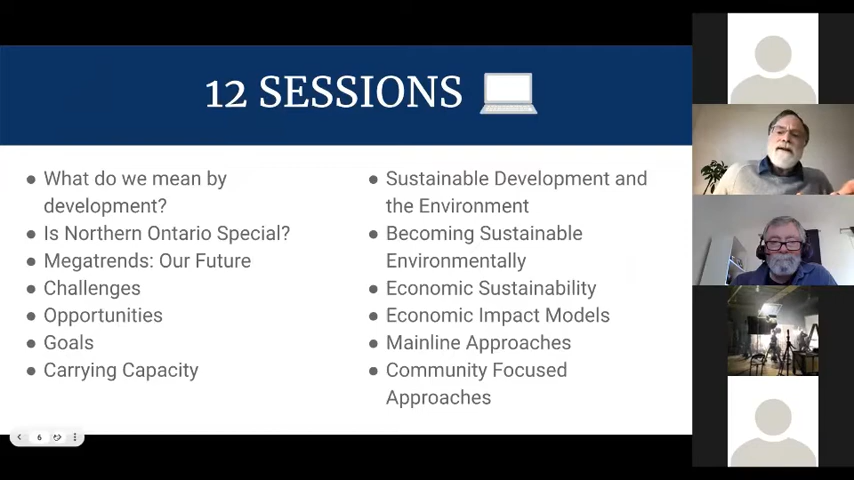 12 SESSIONS
● What do we mean by
development?
● Is Northern Ontario Special?
● Megatrends: Our Future
● Challenges
● Opportunities
● Goals
● Carrying Capacity
● Sustainable Development and
the Environment
● Becoming Sustainable
Environmentally
● Economic Sustainability
● Economic Impact Models
● Mainline Approaches
● Community Focused
Approaches
6